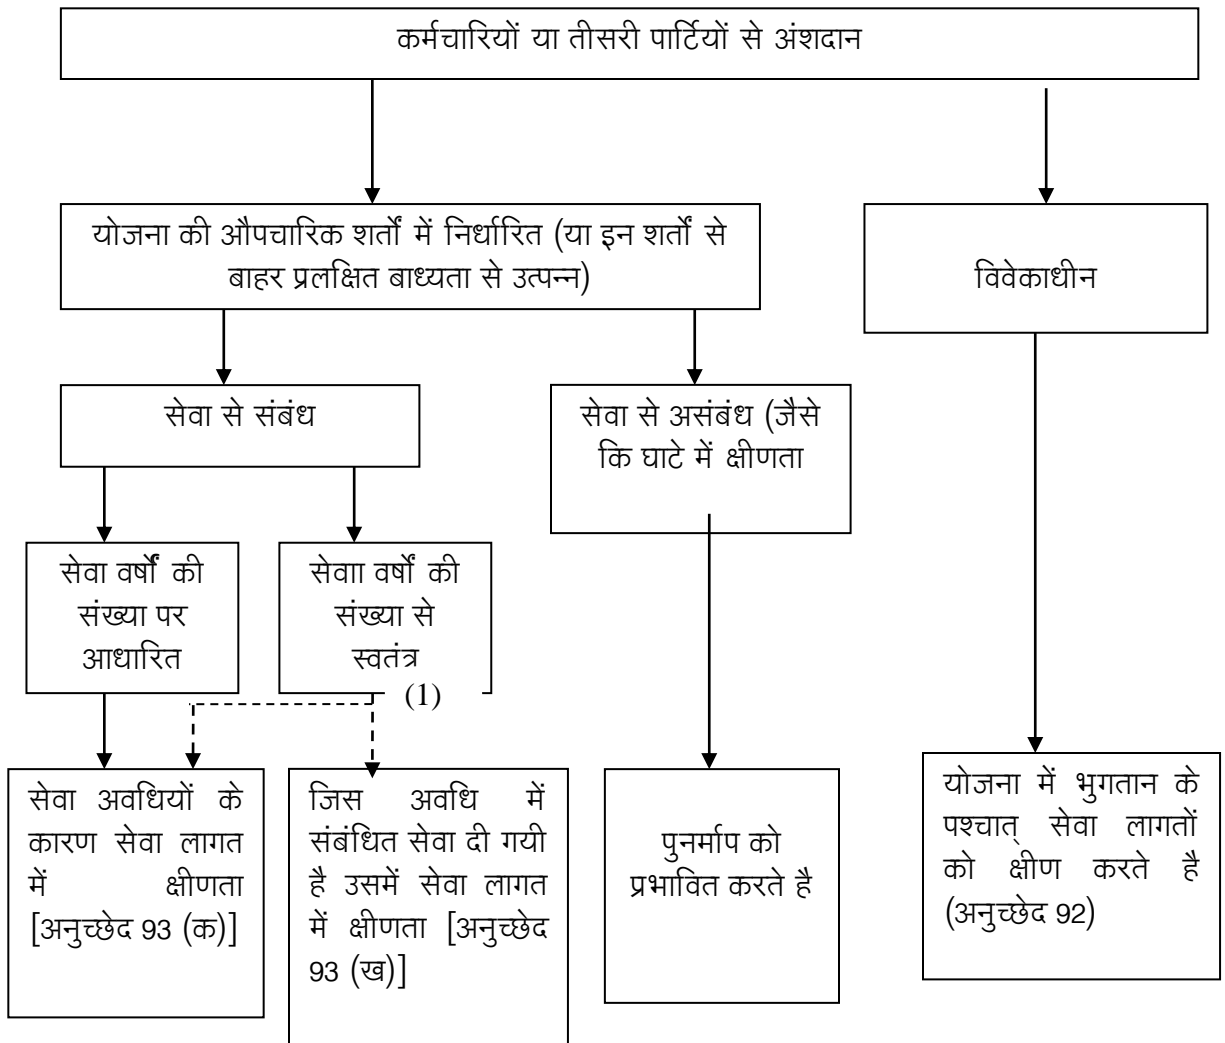 कर्मचारियों या तीसरी पार्टियों से अंशदान
योजना की औपचारिक शर्तों में निर्धारित (या इन शर्तों से
बाहर प्रलक्षित बाध्यता से उत्पन्न)
विवेकाधीन
सेवा से संबंध
सेवा से असंबंध (जैसे
कि घाटे में क्षीणता
सेवा वर्षों की
संख्या पर
आधारित
सेवाा वर्षों की
संख्या से
स्वतंत्र
(1)
सेवा अवधियों के
कारण सेवा लागत
में क्षीणता
[अनुच्छेद 93 (क)]
जिस अवधि में
संबंधित सेवा दी गयी
है उसमें सेवा लागत
में क्षीणता [अनुच्छेद
93 (ख)]
पुनर्माप को
प्रभावित करते है
योजना में भुगतान के
पश्चात् सेवा लागतों
को क्षीण करते है
(अनुच्छेद 92)